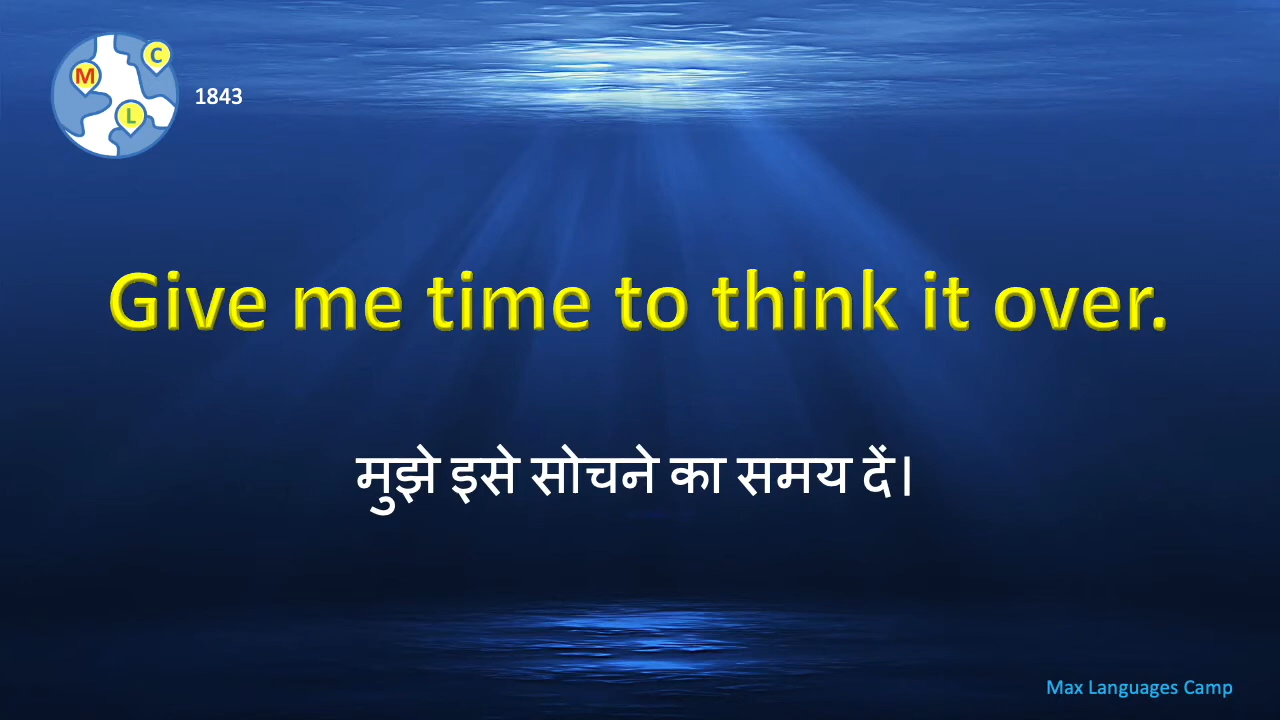 C
M
L
1843
Give me time to think it over.
मुझे इसे सोचने का समय दें।
Max Languages Camp